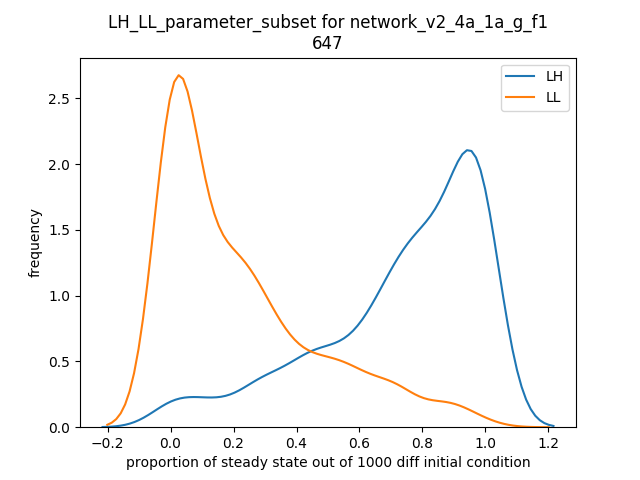 LH_LL_parameter_subset for network_v2_4a_1a_g_f1
647
LH
LL
frequency
2.5
2.0
1.5
1.0
0.5
0.0
−0.2 0.0 0.2 0.4 0.6 0.8 1.0 1.2
proportion of steady state out of 1000 diff initial condition